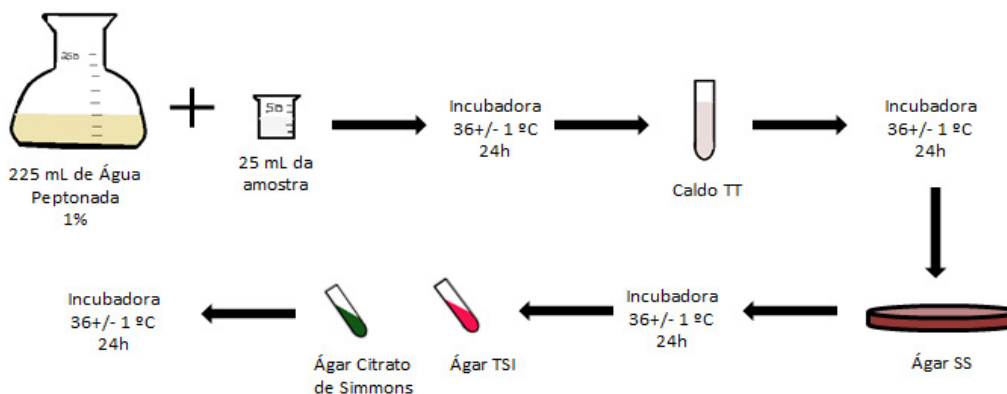 250
225 mL de Água
Peptonada
1%
50
25 mL da
amostra
Incubadora
36+/- 1 ºC
24h
Caldo TT
Incubadora
36+/- 1 ºC
24h
Ágar SS
Incubadora
36+/- 1 ºC
24h
Ágar TSI
Ágar Citrato
de Simmons
Incubadora
36+/- 1 ºC
24h